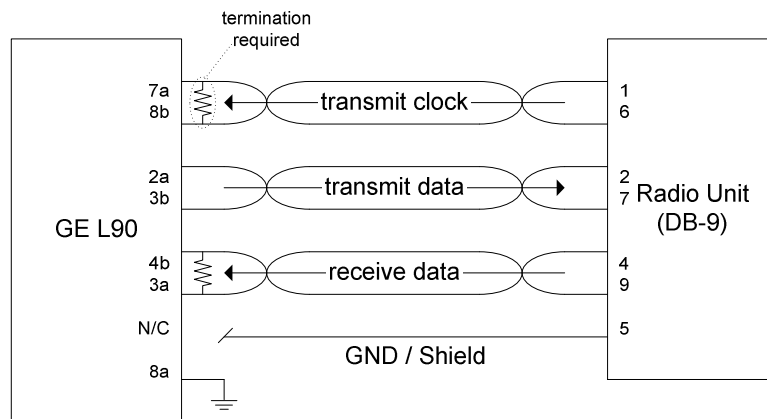 termination
required
7a
8b
transmit clock
1
6
2a
3b
transmit data
2
7
GE L90
Radio Unit
(DB-9)
4b
3a
receive data
4
9
N/C
5
GND / Shield
8a